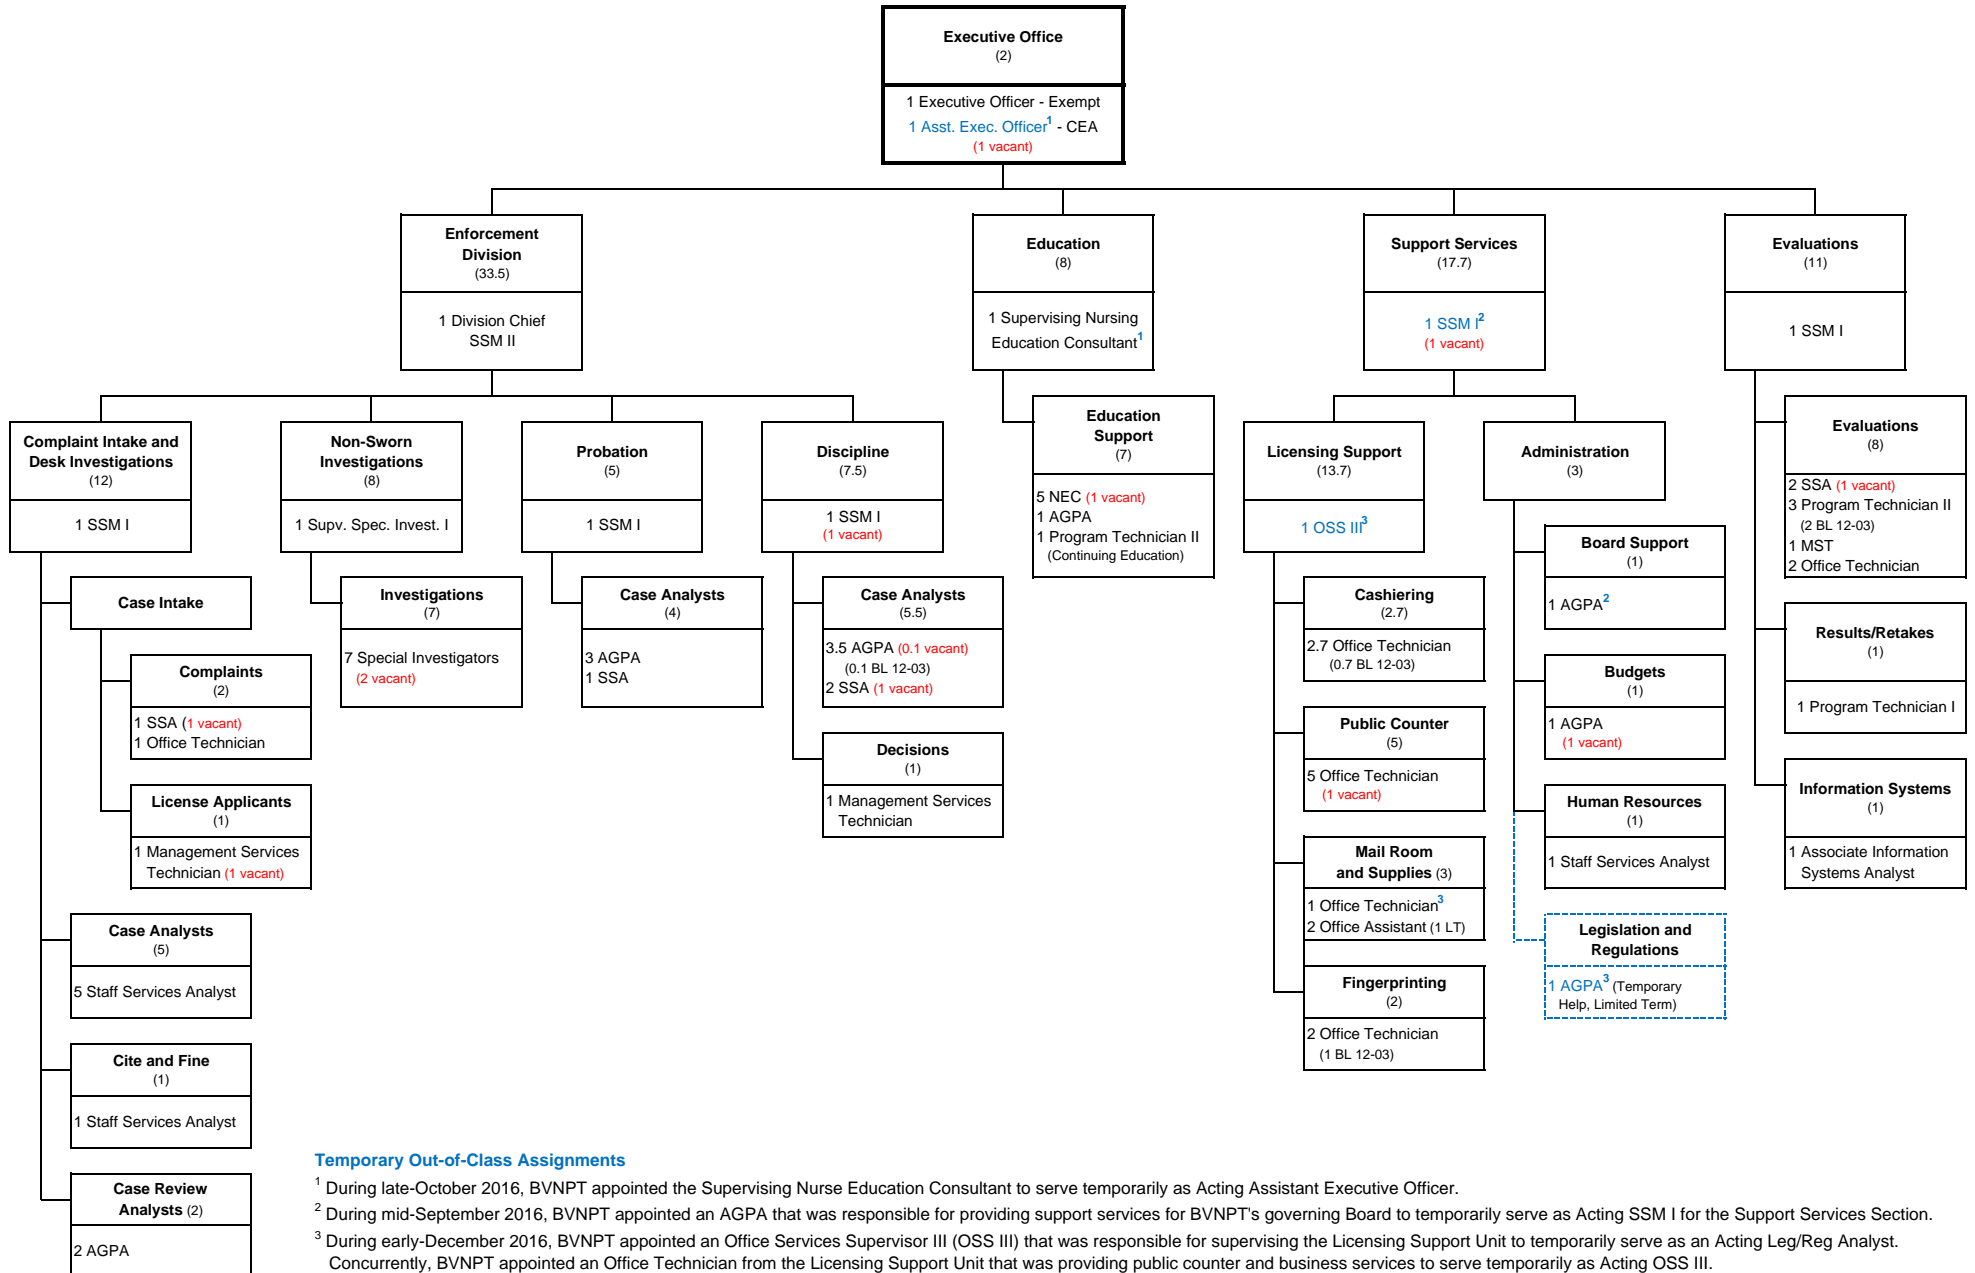 Executive Office
(2)
1 Executive Officer - Exempt
1 Asst. Exec. Officer1 - CEA
(1 vacant)
Enforcement
Division
(33.5)
1 Division Chief
SSM II
Education
(8)
1 Supervising Nursing
Education Consultant1
Support Services
(17.7)
1 SSM I2
(1 vacant)
Evaluations
(11)
1 SSM I
Complaint Intake and
Desk Investigations
(12)
1 SSM I
Non-Sworn
Investigations
(8)
1 Supv. Spec. Invest. I
Probation
(5)
1 SSM I
Discipline
(7.5)
1 SSM I
(1 vacant)
Education
Support
(7)
5 NEC (1 vacant)
1 AGPA
1 Program Technician II
(Continuing Education)
Licensing Support
(13.7)
1 OSS III3
Administration
(3)
Evaluations
(8)
2 SSA (1 vacant)
3 Program Technician II
(2 BL 12-03)
1 MST
2 Office Technician
Case Intake
Complaints
(2)
1 SSA (1 vacant)
1 Office Technician
License Applicants
(1)
1 Management Services
Technician (1 vacant)
Case Analysts
(5)
5 Staff Services Analyst
Cite and Fine
(1)
1 Staff Services Analyst
Case Review
Analysts (2)
2 AGPA
Investigations
(7)
7 Special Investigators
(2 vacant)
Case Analysts
(4)
3 AGPA
1 SSA
Case Analysts
(5.5)
3.5 AGPA (0.1 vacant)
(0.1 BL 12-03)
2 SSA (1 vacant)
Decisions
(1)
1 Management Services
Technician
Cashiering
(2.7)
2.7 Office Technician
(0.7 BL 12-03)
Public Counter
(5)
5 Office Technician
(1 vacant)
Mail Room
and Supplies (3)
1 Office Technician3
2 Office Assistant (1 LT)
Fingerprinting
(2)
2 Office Technician
(1 BL 12-03)
Board Support
(1)
1 AGPA2
Budgets
(1)
1 AGPA
(1 vacant)
Human Resources
(1)
1 Staff Services Analyst
Legislation and
Regulations
1 AGPA3 (Temporary
Help, Limited Term)
Results/Retakes
(1)
1 Program Technician I
Information Systems
(1)
1 Associate Information
Systems Analyst
Temporary Out-of-Class Assignments
1 During late-October 2016, BVNPT appointed the Supervising Nurse Education Consultant to serve temporarily as Acting Assistant Executive Officer.
2 During mid-September 2016, BVNPT appointed an AGPA that was responsible for providing support services for BVNPT's governing Board to temporarily serve as Acting SSM I for the Support Services Section.
3 During early-December 2016, BVNPT appointed an Office Services Supervisor III (OSS III) that was responsible for supervising the Licensing Support Unit to temporarily serve as an Acting Leg/Reg Analyst.
Concurrently, BVNPT appointed an Office Technician from the Licensing Support Unit that was providing public counter and business services to serve temporarily as Acting OSS III.